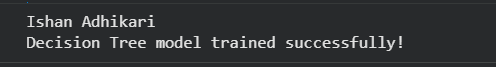 Ishan Adhikari
Decision Tree model trained successfully!